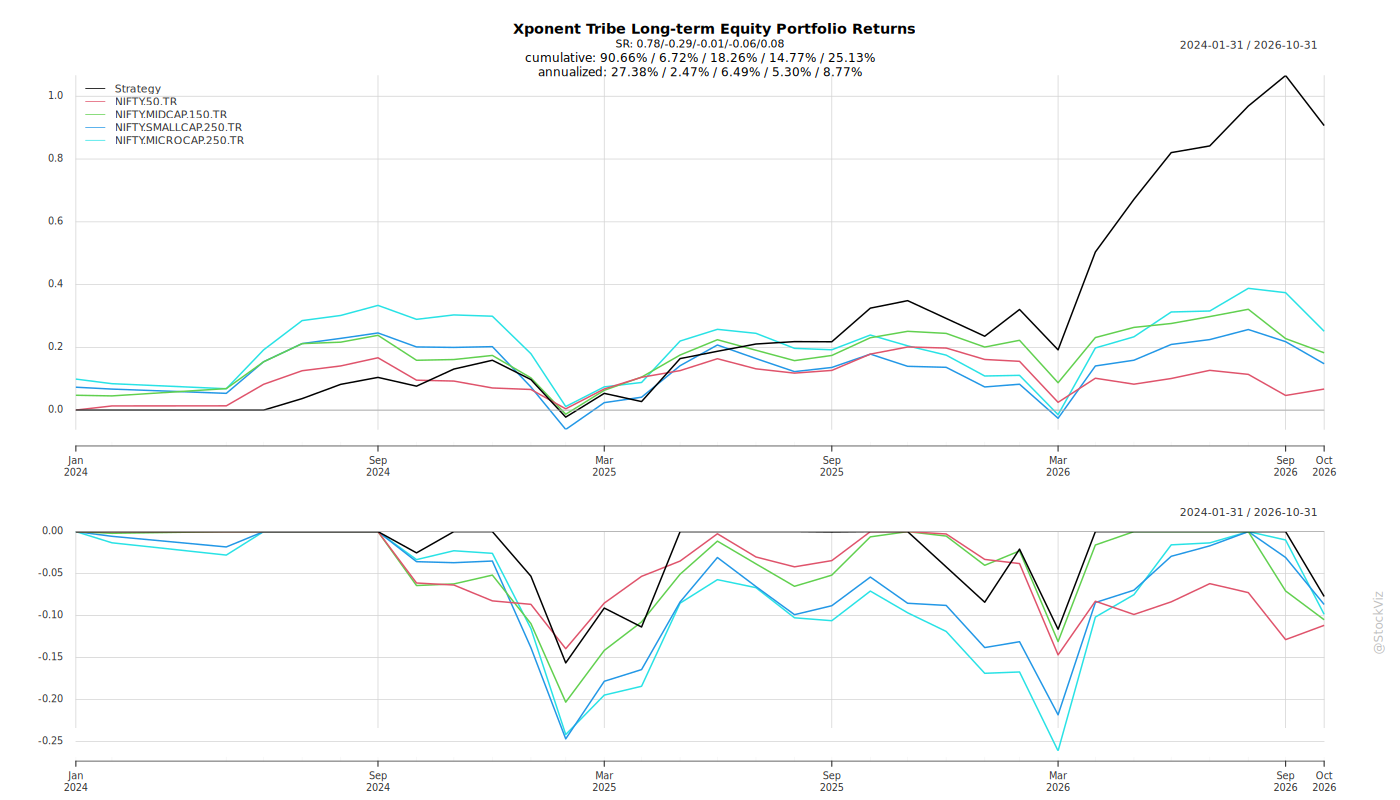 Xponent Tribe Long-term Equity Portfolio Returns
SR: 0.78/-0.29/-0.01/-0.06/0.08
cumulative: 90.66% / 6.72% / 18.26% / 14.77% / 25.13%
annualized: 27.38% / 2.47% / 6.49% / 5.30% / 8.77%
2024-01-31 / 2026-10-31
Strategy
NIFTY.50.TR
NIFTY.MIDCAP.150.TR
NIFTY.SMALLCAP.250.TR
NIFTY.MICROCAP.250.TR
1.0
0.8
0.6
0.4
0.2
0.0
Jan Sep Mar Sep Mar Sep Oct
2024 2024 2025 2025 2026 2026 2026
2024-01-31 / 2026-10-31
0.00
-0.05
-0.10
-0.15
-0.20
-0.25
Jan Sep Mar Sep Mar Sep Oct
2024 2024 2025 2025 2026 2026 2026
@StockViz